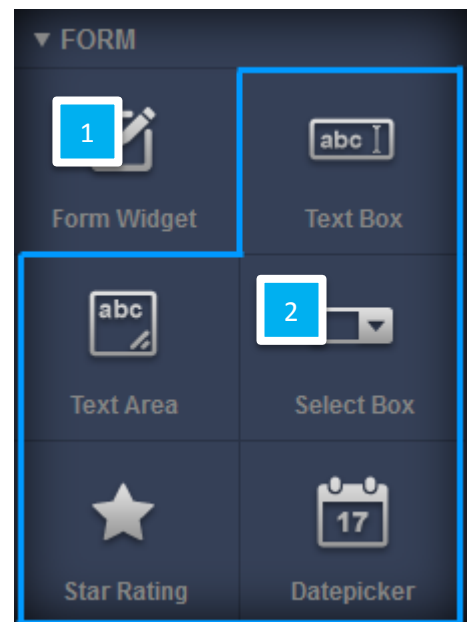 ▼ FORM
1
abc
Form Widget
Text Box
abc
2
Text Area
Select Box
17
Star Rating
Datepicker